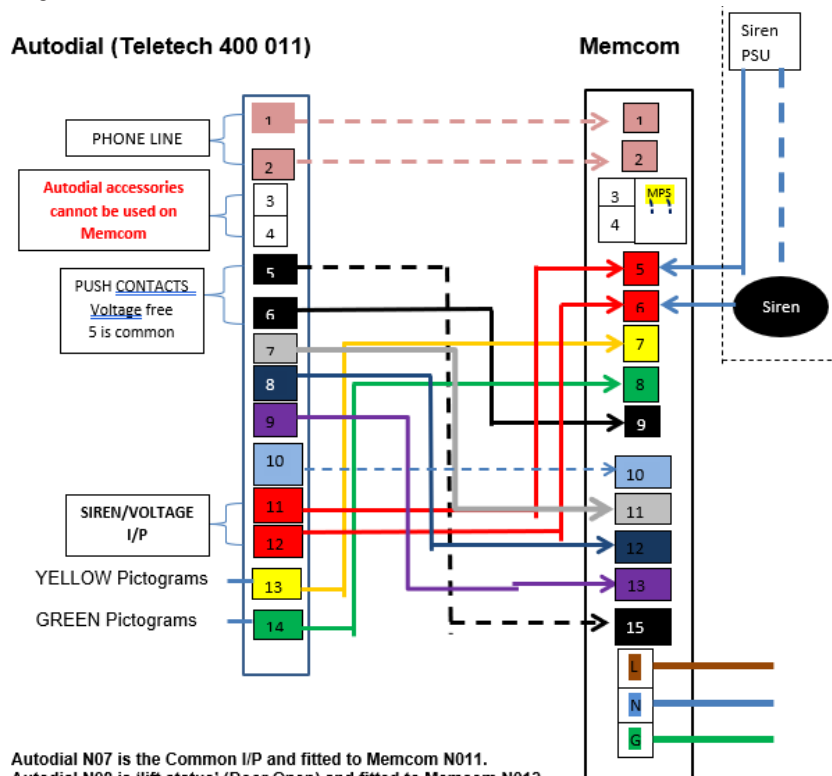 Autodial (Teletech 400 011)
Memcom
Siren
PSU
PHONE LINE
Autodial accessories
cannot be used on
Memcom
PUSH CONTACTS
Voltage free
5 is common
SIREN/VOLTAGE
I/P
YELLOW Pictograms
GREEN Pictograms
1
2
3
4
5
6
7
8
9
10
11
12
13
14
1
2
3
MPS
4
5
6
7
8
9
10
11
12
13
15
L
N
G
Siren
Autodial N07 is the Common I/P and fitted to Memcom N011.